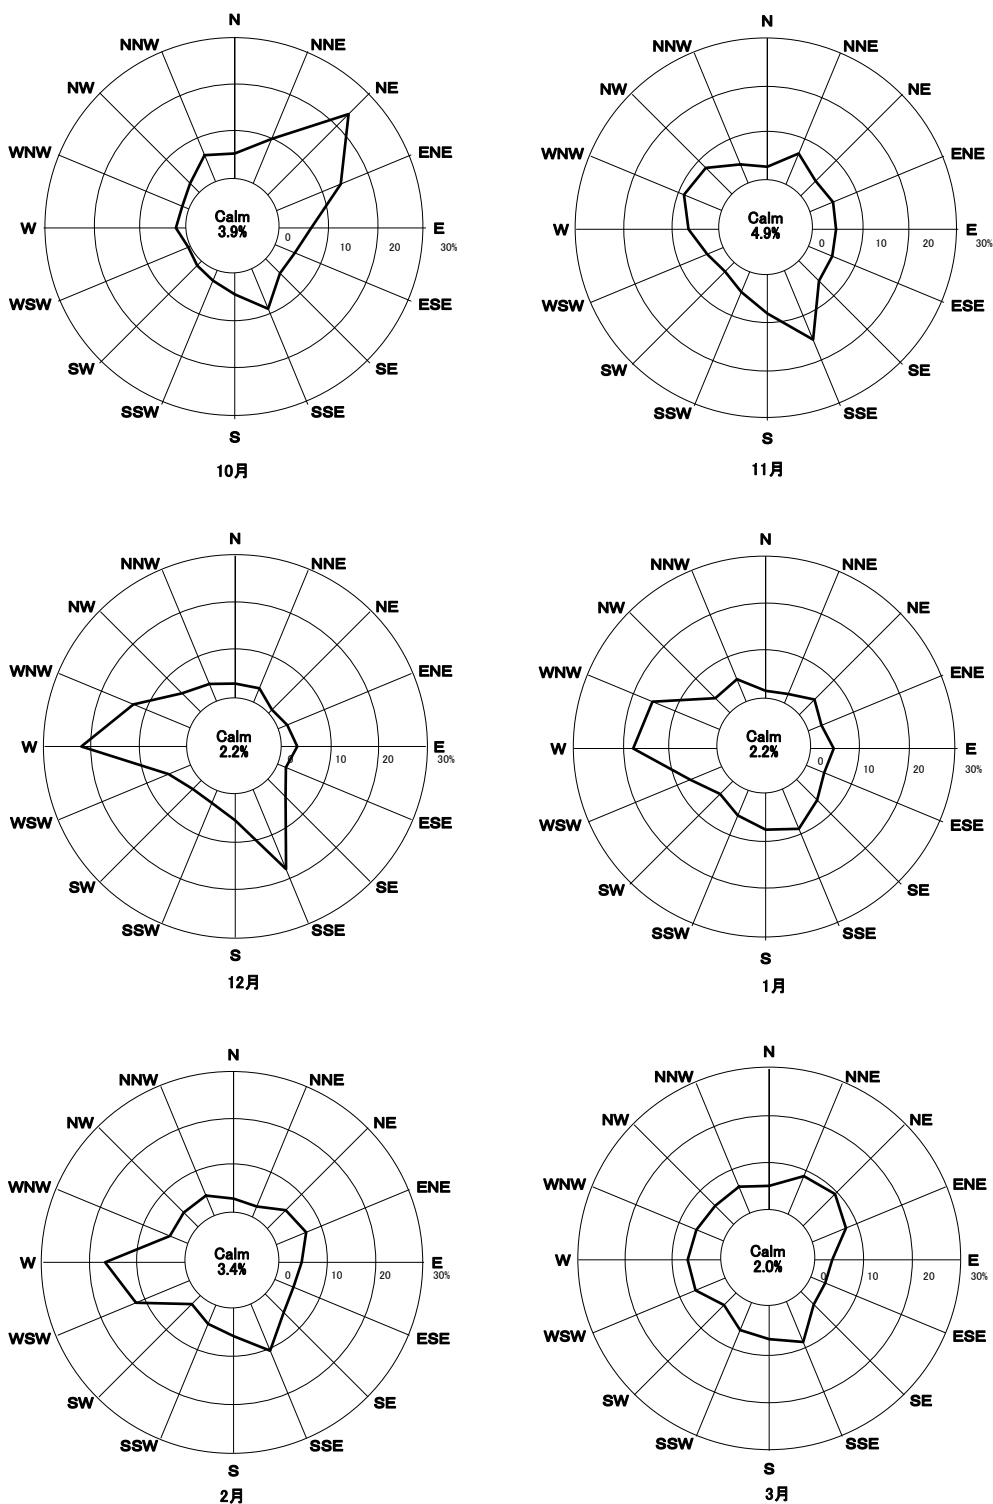 N
NNW NNE
NW NE
WNW ENE
Calm
3.9%
W E
0 10 20 30%
WSW ESE
SW SE
SSW SSE
S
10月
N
NNW NNE
NW NE
WNW ENE
Calm
4.9%
W E
0 10 20 30%
WSW ESE
SW SE
SSW SSE
S
11月
N
NNW NNE
NW NE
WNW ENE
Calm
2.2%
W E
0 10 20 30%
WSW ESE
SW SE
SSW SSE
S
12月
N
NNW NNE
NW NE
WNW ENE
Calm
2.2%
W E
0 10 20 30%
WSW ESE
SW SE
SSW SSE
S
1月
N
NNW NNE
NW NE
WNW ENE
Calm
3.4%
W E
0 10 20 30%
WSW ESE
SW SE
SSW SSE
S
2月
N
NNW NNE
NW NE
WNW ENE
Calm
2.0%
W E
0 10 20 30%
WSW ESE
SW SE
SSW SSE
S
3月